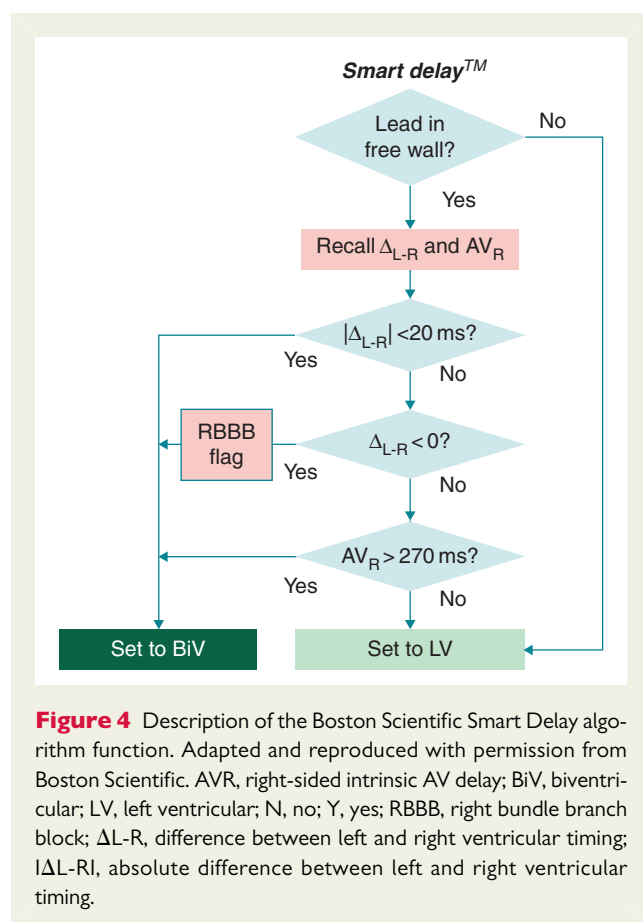 Smart delay™
Lead in
free wall?
No
Yes
Recall ΔL-R and AVR
|ΔL-R| <20 ms?
Yes
No
RBBB
flag
ΔL-R < 0?
Yes
No
AVR > 270 ms?
Yes
No
Set to BiV
Set to LV
Figure 4 Description of the Boston Scientific Smart Delay algo-
rithm function. Adapted and reproduced with permission from
Boston Scientific. AVR, right-sided intrinsic AV delay; BiV, biventri-
cular; LV, left ventricular; N, no; Y, yes; RBBB, right bundle branch
block; ΔL-R, difference between left and right ventricular timing;
IΔL-RI, absolute difference between left and right ventricular
timing.